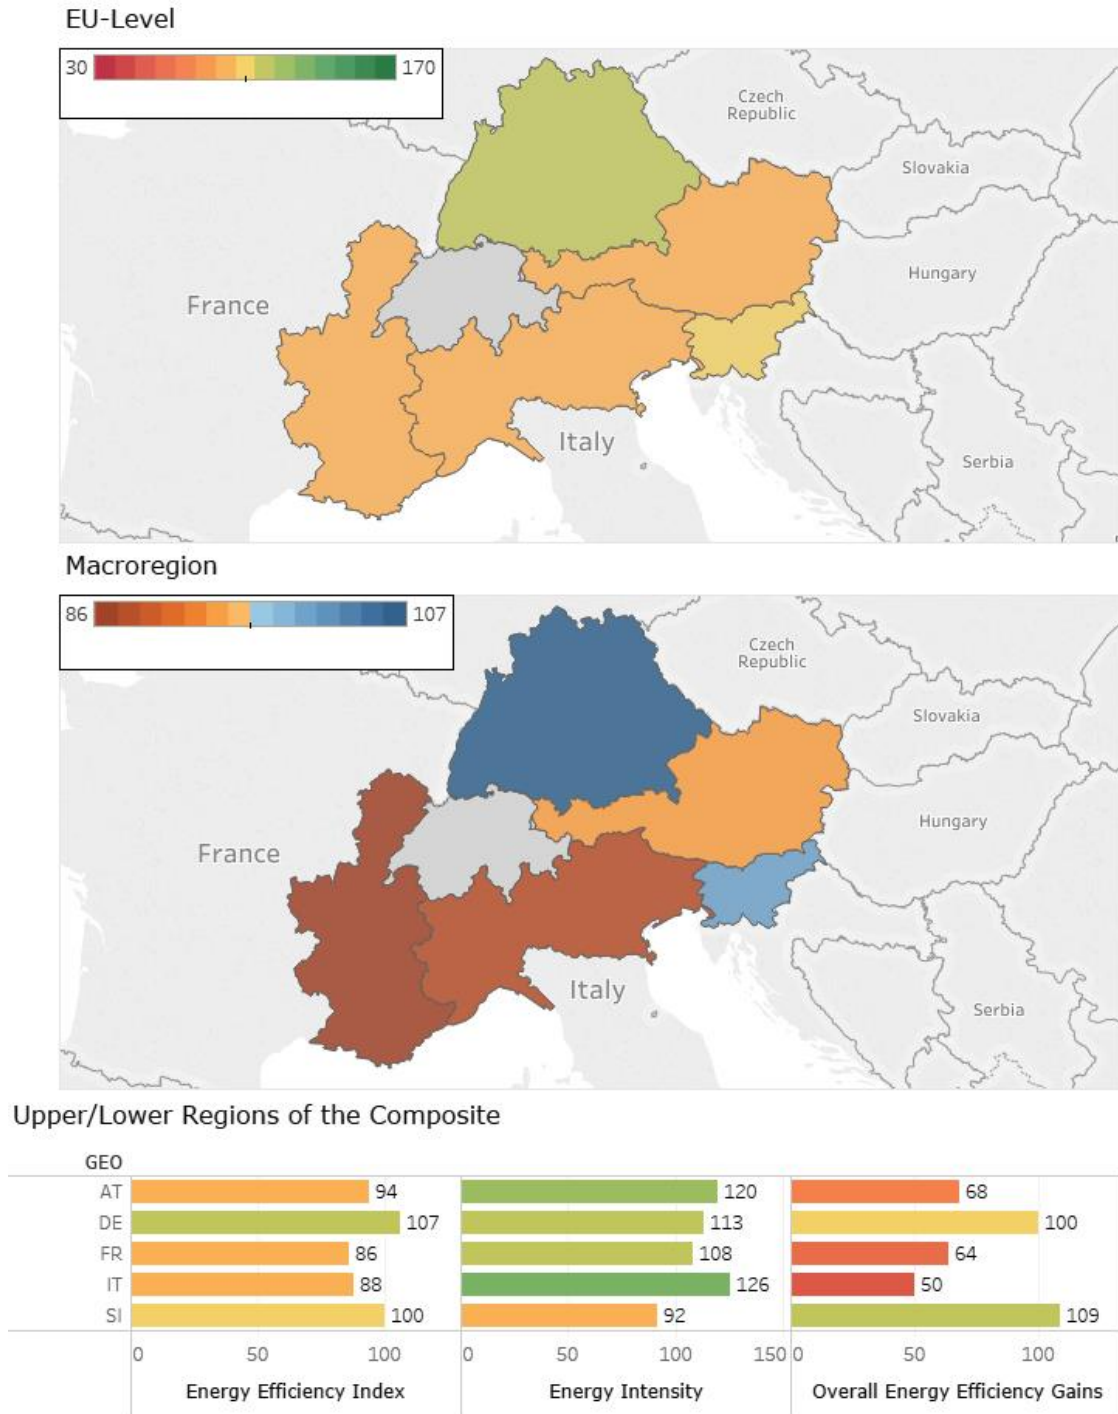 EU-Level
30 170
Czech
Republic
Slovakia
Hungary
France
Italy
Serbia
Macroregion
86 107
Czech
Republic
Slovakia
Hungary
France
Italy
Serbia
Upper/Lower Regions of the Composite
GEO
AT 94 120 68
DE 107 113 100
FR 86 108 64
IT 88 126 50
SI 100 92 109
0 50 100 0 50 100 150 0 50 100
Energy Efficiency Index Energy Intensity Overall Energy Efficiency Gains